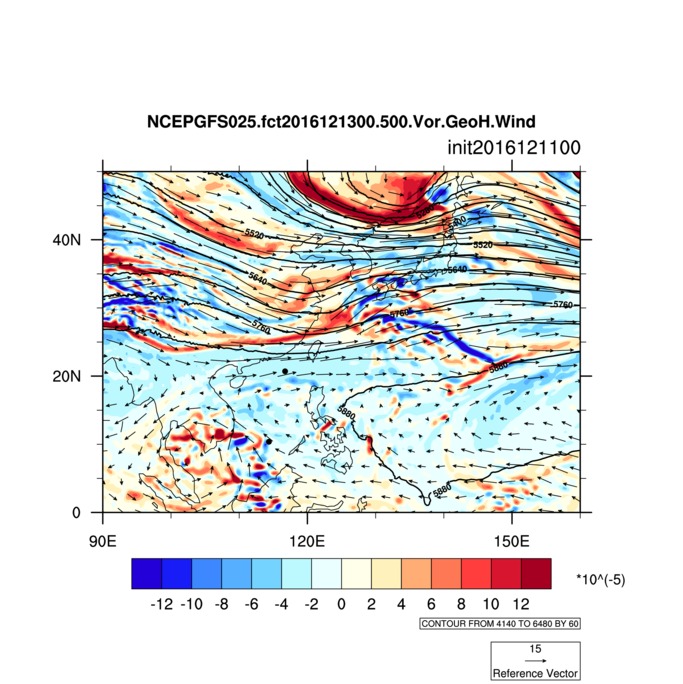 NCEPGFS025.fct2016121300.500.Vor.GeoH.Wind
init2016121100
40N
20N
0
90E 120E 150E
5520
5640
5760
5520
5640
5760
5760
5880
5880
5880
-12 -10 -8 -6 -4 -2 0 2 4 6 8 10 12
*10^(-5)
CONTOUR FROM 4140 TO 6480 BY 60
15
Reference Vector